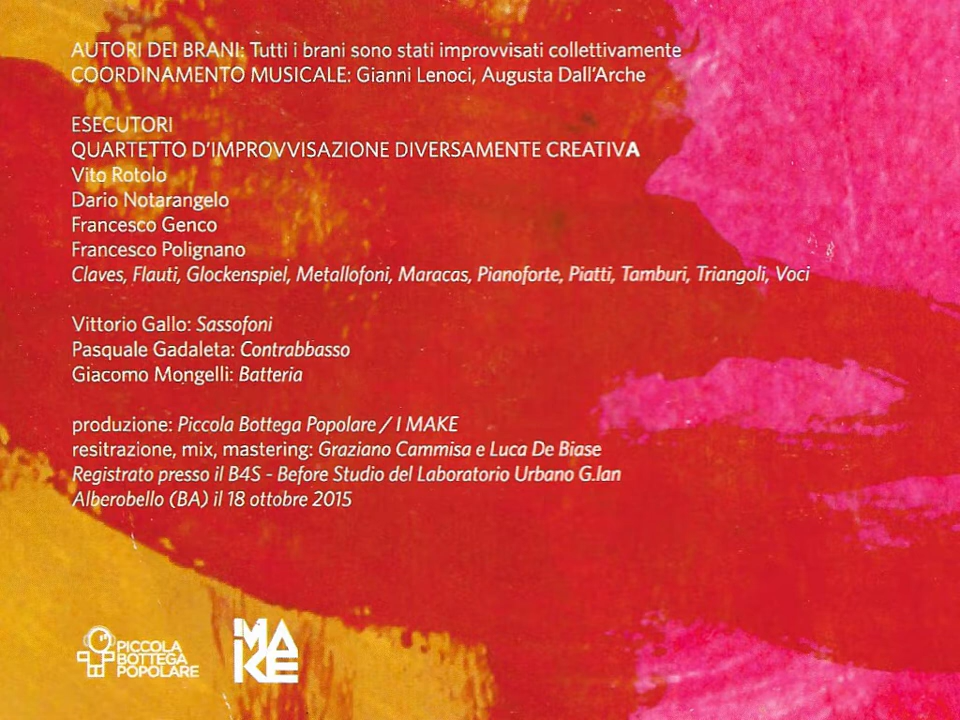 AUTORI DEI BRANI: Tutti i brani sono stati improvvisati collettivamente
COORDINAMENTO MUSICALE: Gianni Lenoci, Augusta Dall'Arche
ESECUTORI
QUARTETTO D'IMPROVVISAZIONE DIVERSAMENTE CREATIVA
Vito Rotolo
Dario Notarangelo
Francesco Genco
Francesco Polignano
Claves, Flauti, Glockenspiel, Metallofoni, Maracas, Pianoforte, Piatti, Tamburi, Triangoli, Voci
Vittorio Gallo: Sassofoni
Pasquale Gadaleta: Contrabbasso
Giacomo Mongelli: Batteria
produzione: Piccola Bottega Popolare / I MAKE
resitrazione, mix, mastering: Graziano Cammisa e Luca De Biase
Registrato presso il B4S - Before Studio del Laboratorio Urbano G.Ian
Alberobello (BA) il 18 ottobre 2015
PICCOLA
BOTTEGA
POPOLARE
MA
KE